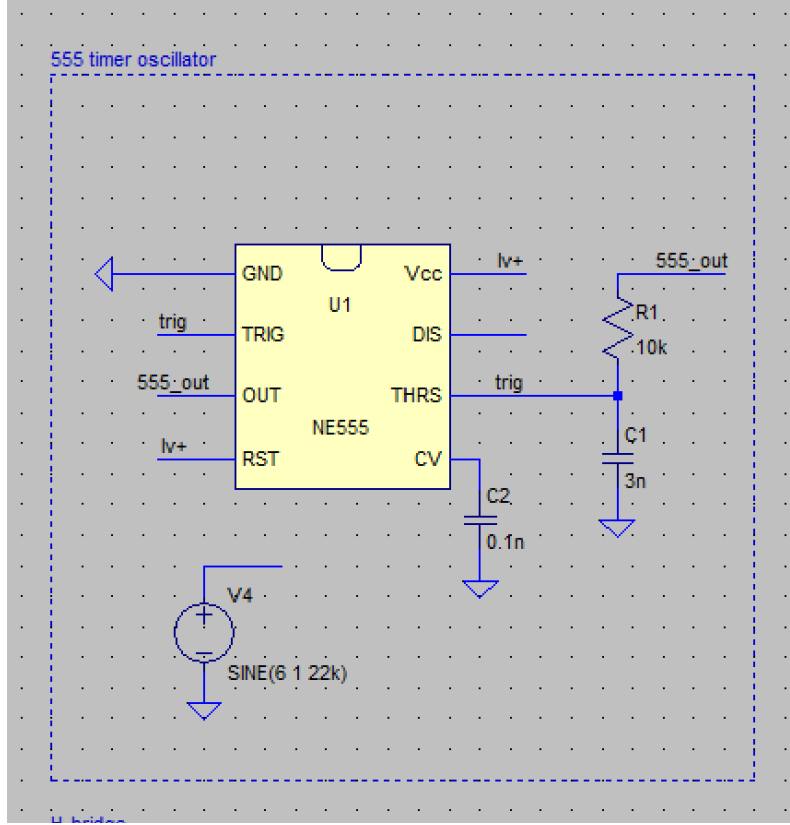 555 timer oscillator
GND
Vcc
lv+
555_out
U1
R1
trig
TRIG
DIS
10k
555_out
OUT
THRS
trig
NE555
C1
lv+
RST
CV
3n
C2
0.1n
V4
SINE(6 1 22k)
H-bridge